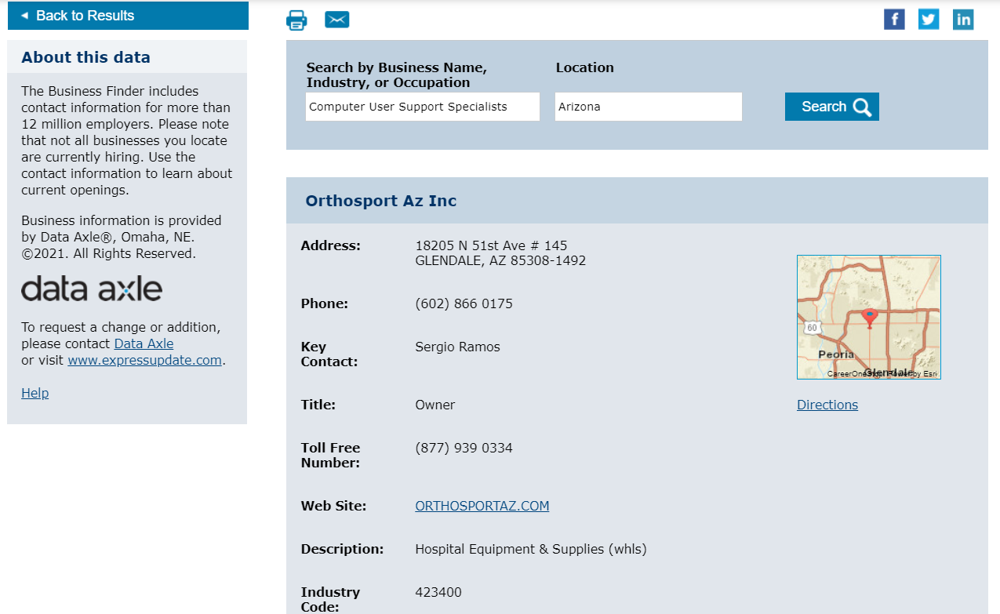 Back to Results
About this data
The Business Finder includes
contact information for more than
12 million employers. Please note
that not all businesses you locate
are currently hiring. Use the
contact information to learn about
current openings.
Business information is provided
by Data Axle®, Omaha, NE.
©2021. All Rights Reserved.
data axle
To request a change or addition,
please contact Data Axle
or visit www.expressupdate.com.
Help
f
in
Search by Business Name,
Industry, or Occupation
Location
Computer User Support Specialists
Arizona
Search
Orthosport Az Inc
Address: 18205 N 51st Ave # 145
GLENDALE, AZ 85308-1492
Phone: (602) 866 0175
Key
Contact:
Sergio Ramos
Title: Owner
Toll Free
Number:
(877) 939 0334
Web Site: ORTHOSPORTAZ.COM
Description: Hospital Equipment & Supplies (whls)
Industry
Code:
423400
60
Peoria
Glendale
by Esri
Directions